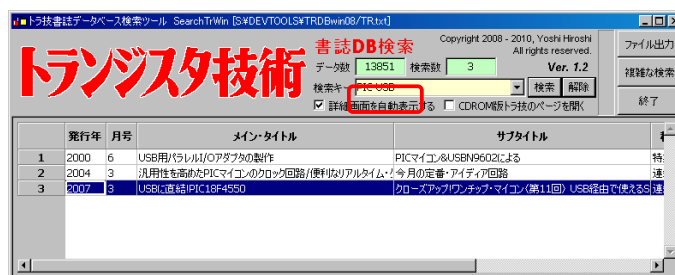 トラ技書誌データベース検索ツール SearchTrWin [S¥DEVTOOLS¥TRDBwin08/TR.txt]
トランジスタ技術
書誌DB検索
Copyright 2008 - 2010, Yoshi Hiroshi
All rights reserved.
データ数 13851 検索数 3 Ver. 1.2
検索キー PIC USB 検索 解除
詳細画面を自動表示する CDROM版トラ技のページを開く
ファイル出力
複雑な検索
終了
発行年 月号 メイン・タイトル サブタイトル
1 2000 6 USB用パラレルI/Oアダプタの製作 PICマイコン&USBN9602による 特
2 2004 3 汎用性を高めたPICマイコンのクロック回路/便利なリアルタイム・ 今月の定番・アイディア回路 連
3 2007 3 USBに直結!PIC18F4550 クローズアップ!ワンチップ・マイコン〈第11回〉 USB経由で使えるS 連